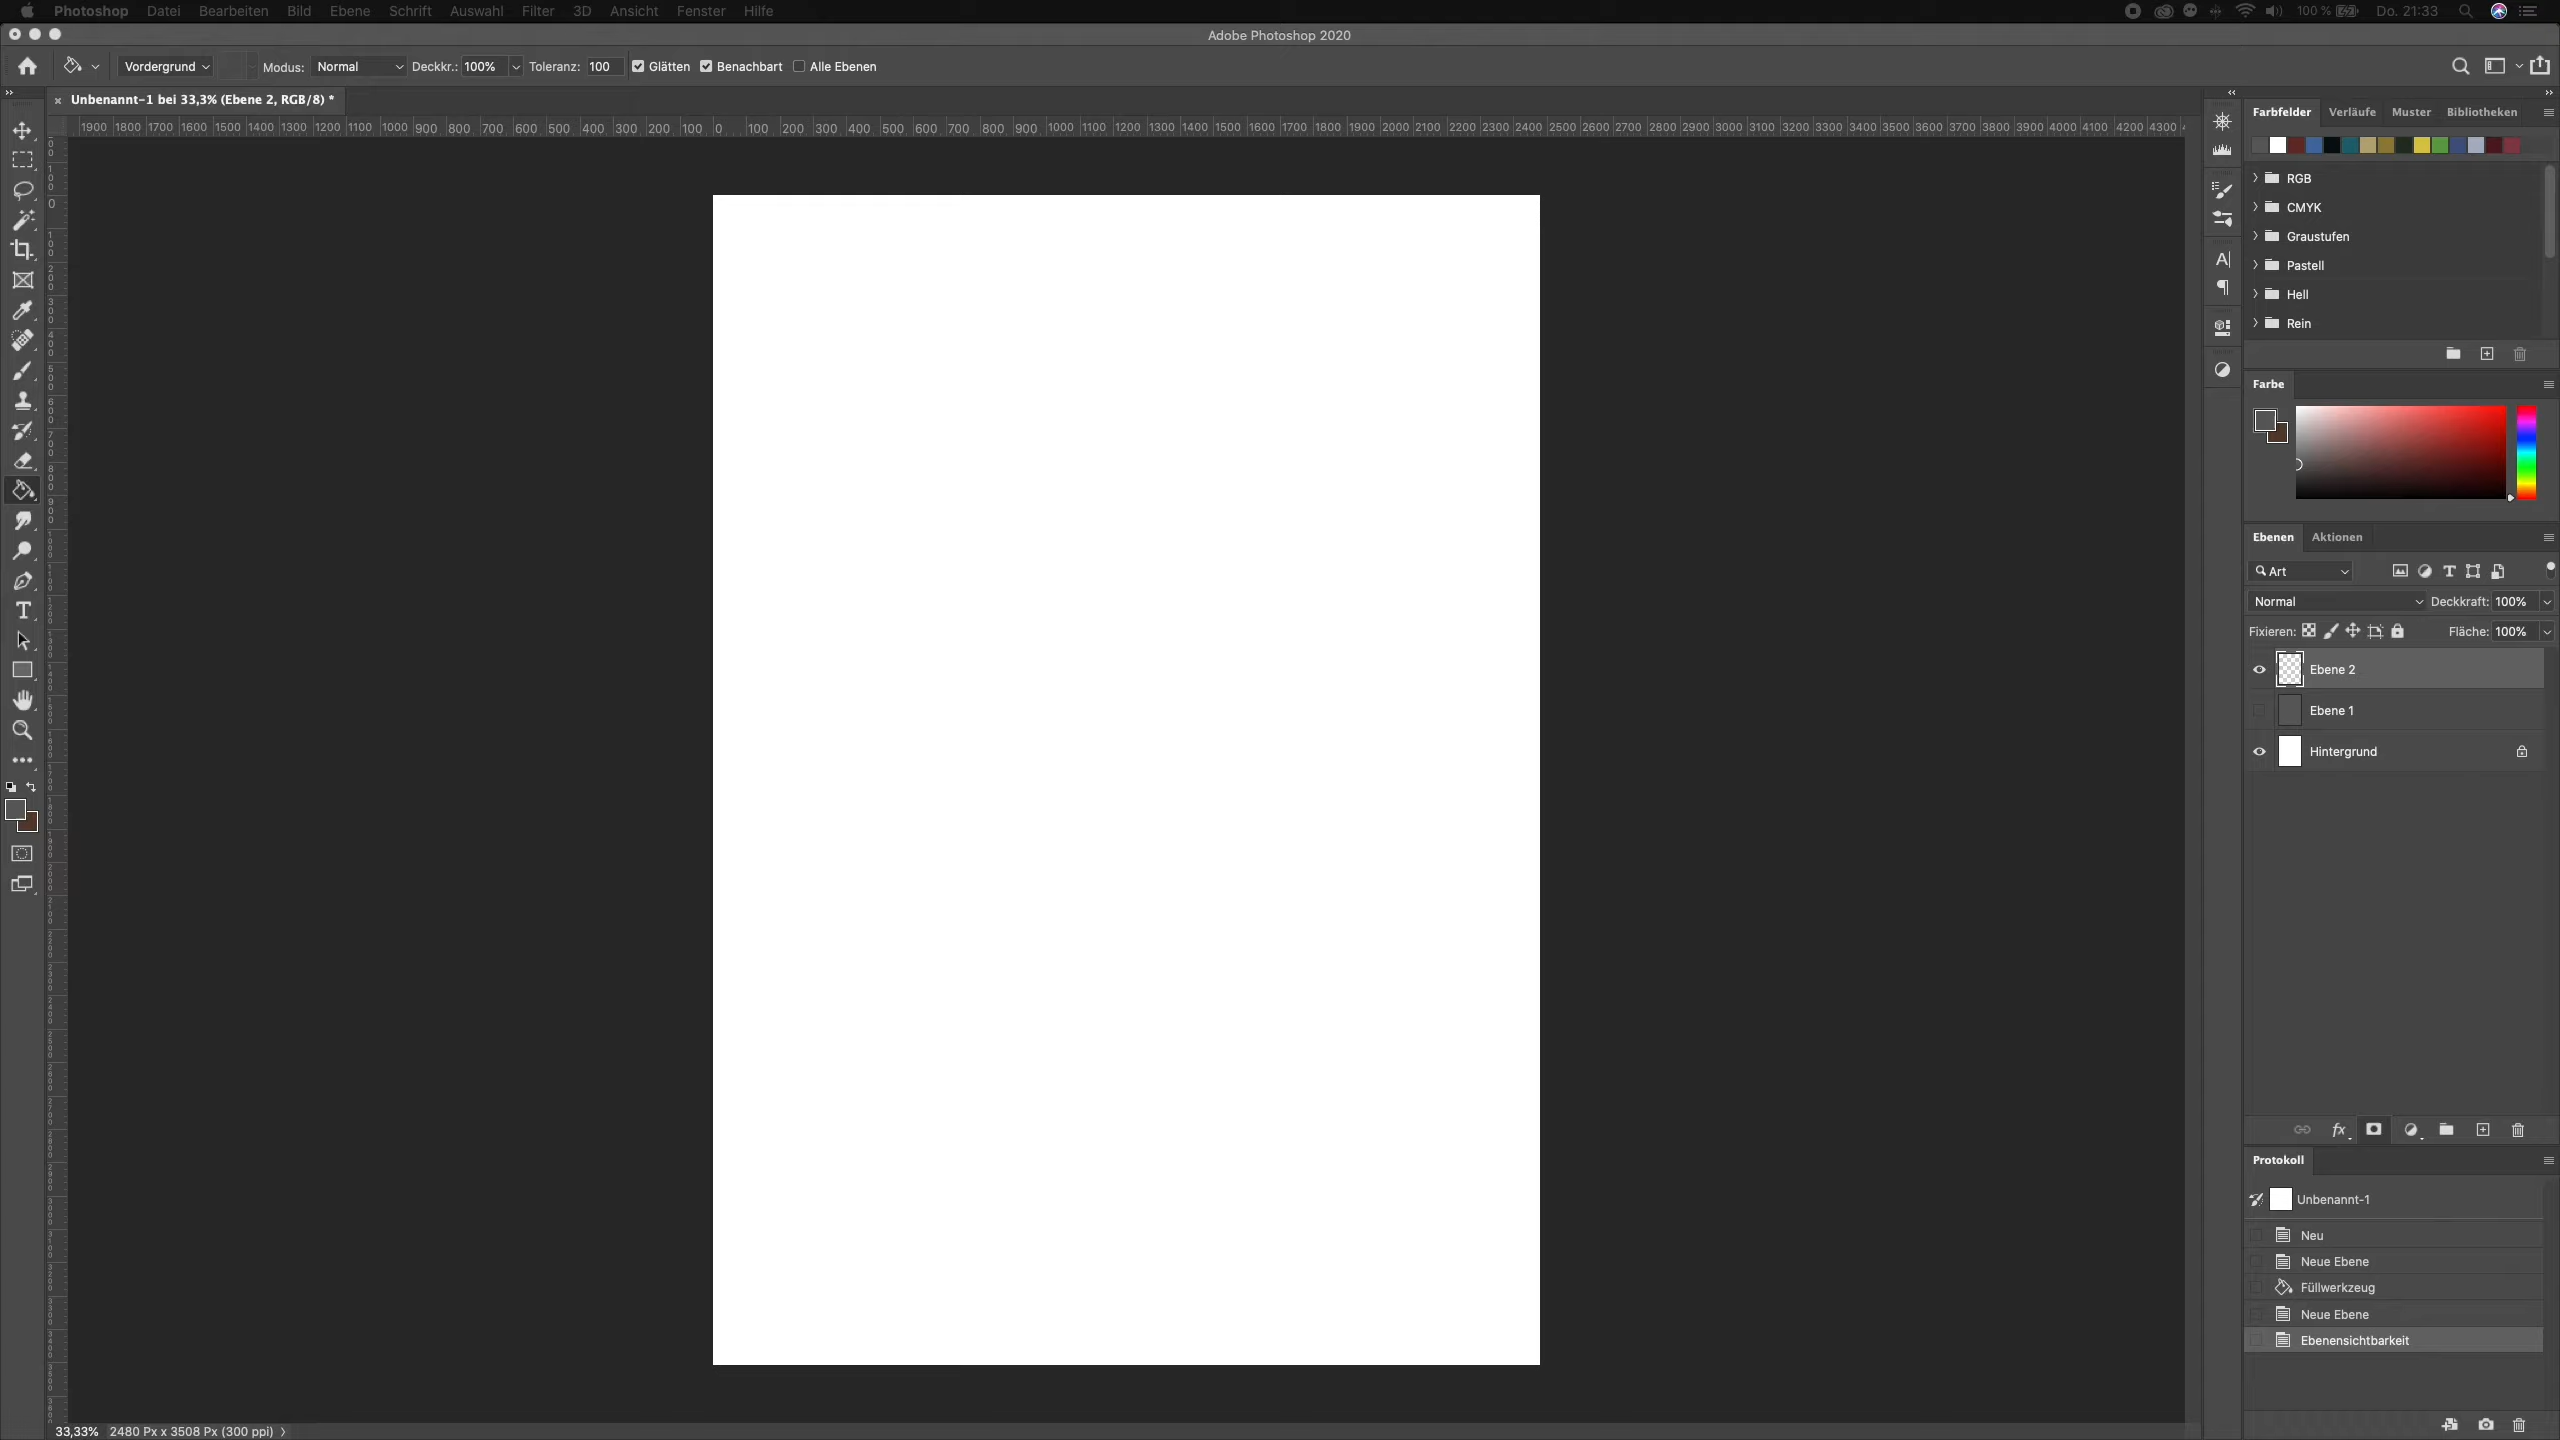 Photoshop Datei Bearbeiten Bild Ebene Schrift Auswahl Filter 3D Ansicht Fenster Hilfe 100 % Do. 21:33
Adobe Photoshop 2020
Vordergrund Modus: Normal Deckkr.: 100% Toleranz: 100 Glätten Benachbart Alle Ebenen
Unbenannt-1 bei 33,3% (Ebene 2, RGB/8) *
1900 1800 1700 1600 1500 1400 1300 1200 1100 1000 900 800 700 600 500 400 300 200 100 0 100 200 300 400 500 600 700 800 900 1000 1100 1200 1300 1400 1500 1600 1700 1800 1900 2000 2100 2200 2300 2400 2500 2600 2700 2800 2900 3000 3100 3200 3300 3400 3500 3600 3700 3800 3900 4000 4100 4200 4300
Farbfelder Verläufe Muster Bibliotheken
RGB
CMYK
Graustufen
Pastell
Hell
Rein
Farbe
Ebenen Aktionen
Art
Normal Deckkraft: 100%
Fixieren: Fläche: 100%
Ebene 2
Ebene 1
Hintergrund
fx
Protokoll
Unbenannt-1
Neu
Neue Ebene
Füllwerkzeug
Neue Ebene
Ebenensichtbarkeit
33,33% 2480 Px x 3508 Px (300 ppi)